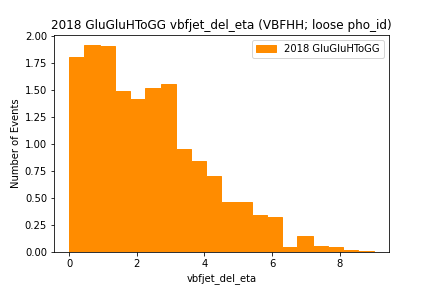 2018 GluGluHToGG vbfjet_del_eta (VBFHH; loose pho_id)
2018 GluGluHToGG
Number of Events
2.00
1.75
1.50
1.25
1.00
0.75
0.50
0.25
0.00
0 2 4 6 8
vbfjet_del_eta